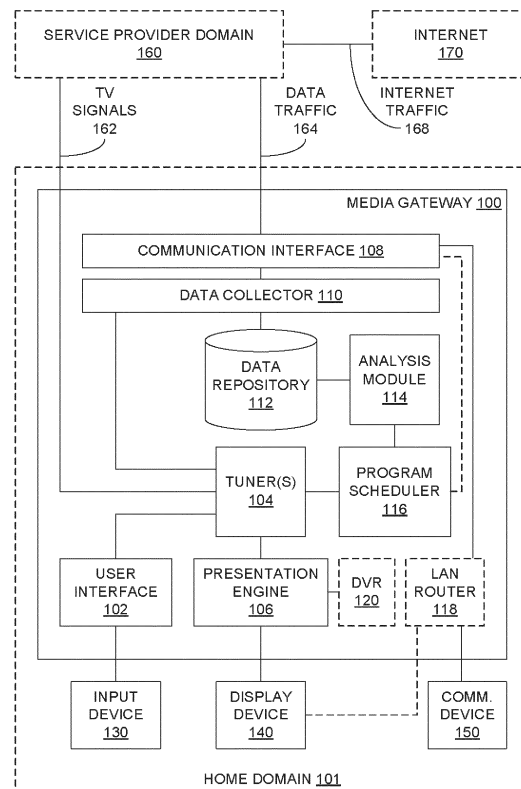 SERVICE PROVIDER DOMAIN
160
INTERNET
170
TV
SIGNALS
162
DATA
TRAFFIC
164
INTERNET
TRAFFIC
168
MEDIA GATEWAY 100
COMMUNICATION INTERFACE 108
DATA COLLECTOR 110
DATA
REPOSITORY
112
ANALYSIS
MODULE
114
TUNER(S)
104
PROGRAM
SCHEDULER
116
USER
INTERFACE
102
PRESENTATION
ENGINE
106
DVR
120
LAN
ROUTER
118
INPUT
DEVICE
130
DISPLAY
DEVICE
140
COMM.
DEVICE
150
HOME DOMAIN 101